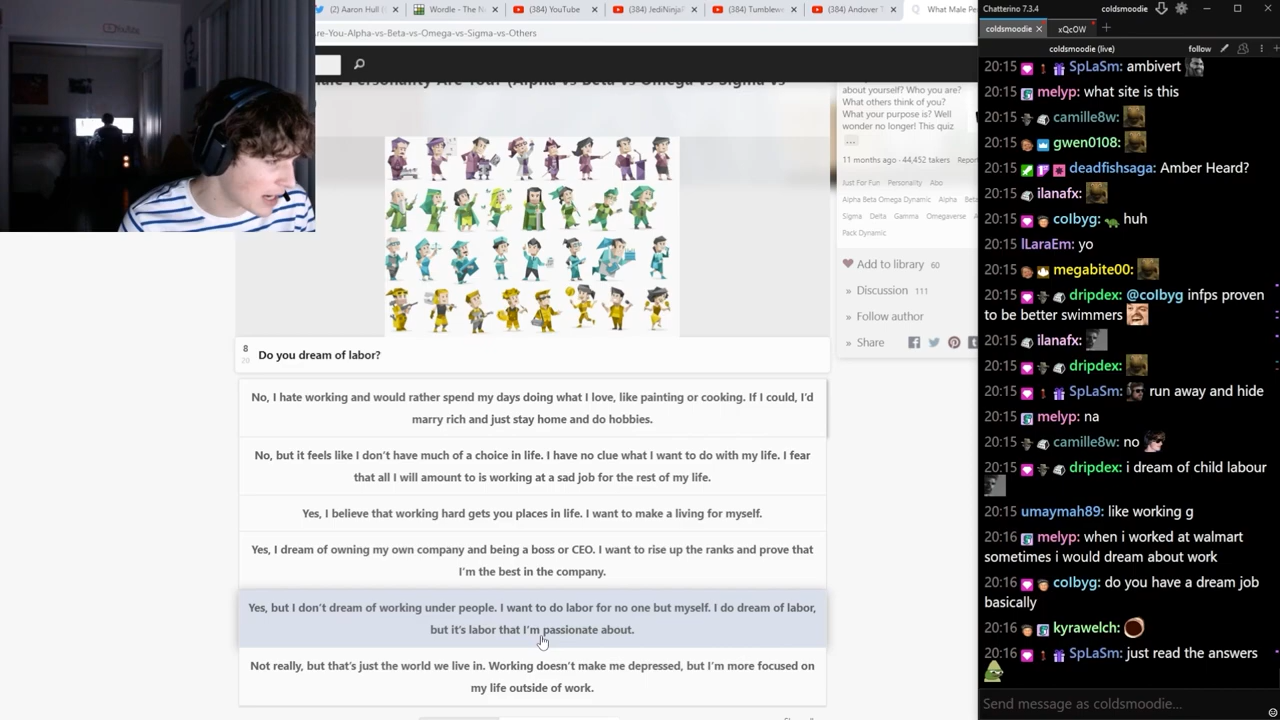 (2) Aaron Hull (
Wordle - The N
(384) YouTube
(384) JediNinja
(384) Tumblewe
(384) Andover T
What Male Pe
re-You-Alpha-vs-Beta-vs-Omega-vs-Sigma-vs-Others
about yourself? Who you are?
What others think of you?
What your purpose is? Well
wonder no longer! This quiz
...
11 months ago - 44,452 takers
Just For Fun Personality Abo
Alpha Beta Omega Dynamic Alpha
Sigma Delta Gamma Omegaverse
Pack Dynamic
Add to library 60
» Discussion 111
» Follow author
» Share
8
20
Do you dream of labor?
No, I hate working and would rather spend my days doing what I love, like painting or cooking. If I could, I'd
marry rich and just stay home and do hobbies.
No, but it feels like I don't have much of a choice in life. I have no clue what I want to do with my life. I fear
that all I will amount to is working at a sad job for the rest of my life.
Yes, I believe that working hard gets you places in life. I want to make a living for myself.
Yes, I dream of owning my own company and being a boss or CEO. I want to rise up the ranks and prove that
I'm the best in the company.
Yes, but I don't dream of working under people. I want to do labor for no one but myself. I do dream of labor,
but it's labor that I'm passionate about.
Not really, but that's just the world we live in. Working doesn't make me depressed, but I'm more focused on
my life outside of work.
Chatterino 7.3.4
coldsmoodie
coldsmoodie
xQcOW
coldsmoodie (live)
follow
20:15 SpLaSm: ambivert
20:15 melyp: what site is this
20:15 camille8w:
20:15 gwen0108:
20:15 deadfishsaga: Amber Heard?
20:15 ilanafx:
20:15 colbyg: huh
20:15 lLaraEm: yo
20:15 megabite00:
20:15 dripdex: @colbyg infps proven
to be better swimmers
20:15 ilanafx:
20:15 dripdex:
20:15 SpLaSm: run away and hide
20:15 melyp: na
20:15 camille8w: no
20:15 dripdex: i dream of child labour
20:15 umaymah89: like working g
20:16 melyp: when i worked at walmart
sometimes i would dream about work
20:16 colbyg: do you have a dream job
basically
20:16 kyrawelch:
20:16 SpLaSm: just read the answers
Send message as coldsmoodie...